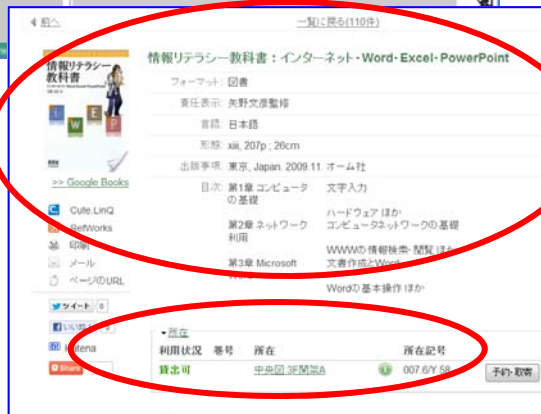 前へ
一覧に戻る(110件)
情報リテラシー教科書：インターネット・Word・Excel・PowerPoint
情報リテラシー
教科書
W
E
P
フォーマット: 図書
責任表示: 矢野文彦監修
言語: 日本語
形態: xiii, 207p ; 26cm
出版事項: 東京, Japan. 2009.11. オーム社
>> Google Books
目次: 第1章 コンピュータの基礎
文字入力
ハードウェア ほか
第2章 ネットワーク利用
コンピュータネットワークの基礎
WWWの情報検索・閲覧 ほか
第3章 Microsoft
文書作成とWord
Wordの基本操作 ほか
Cute.LinQ
RefWorks
印刷
メール
ページのURL
ツイート 0
いいね! 0
Hatena
Share
所在
利用状況 巻号 所在 所在記号
貸出可 中央図 3F開架A 007.6/Y 58 予約・取寄